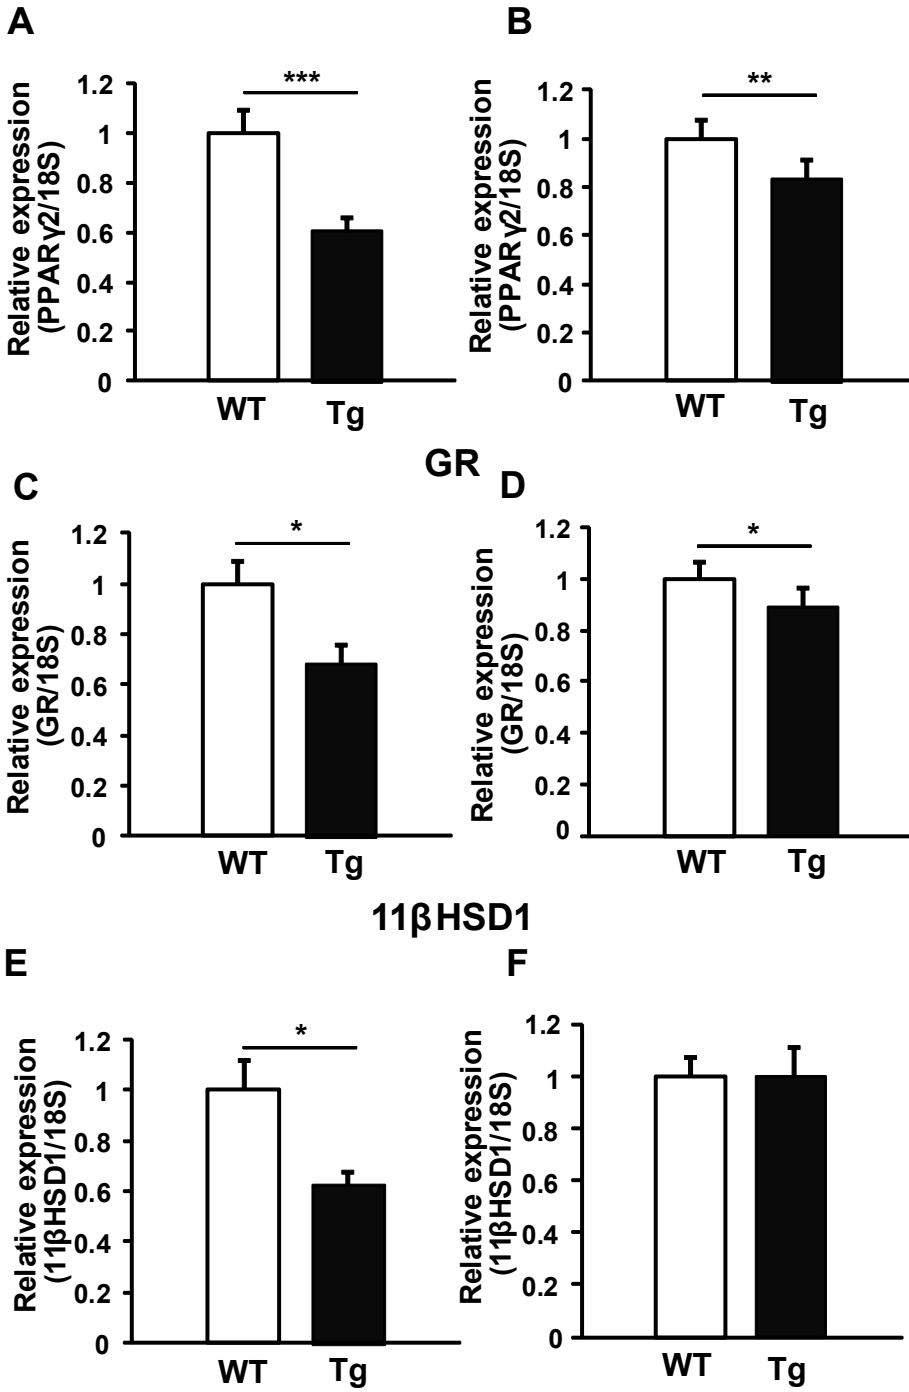 A
Relative expression
(PPARγ2/18S)
1.2
1
0.8
0.6
0.4
0.2
0
***
WT
Tg
B
Relative expression
(PPARγ2/18S)
1.2
1
0.8
0.6
0.4
0.2
0
**
WT
Tg
GR
C
Relative expression
(GR/18S)
1.2
1
0.8
0.6
0.4
0.2
0
*
WT
Tg
D
Relative expression
(GR/18S)
1.2
1
0.8
0.6
0.4
0.2
0
*
WT
Tg
11βHSD1
E
Relative expression
(11βHSD1/18S)
1.2
1
0.8
0.6
0.4
0.2
0
*
WT
Tg
F
Relative expression
(11βHSD1/18S)
1.2
1
0.8
0.6
0.4
0.2
0
WT
Tg